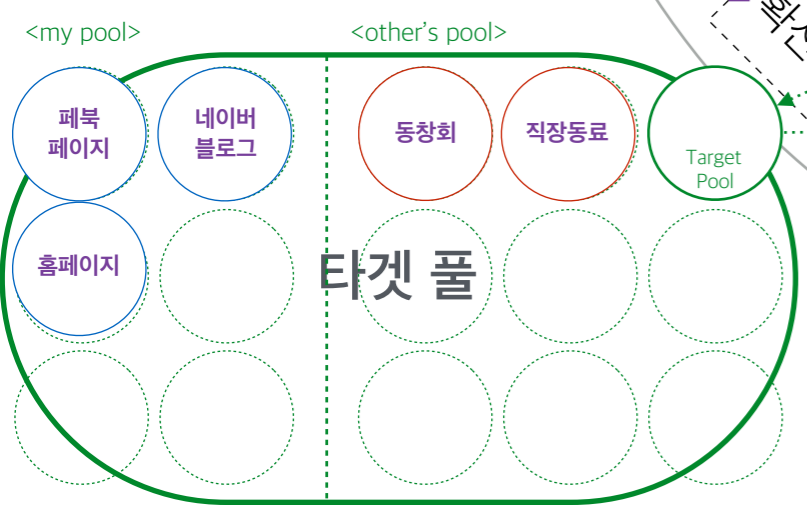 <my pool>
<other's pool>
페북
페이지
네이버
블로그
동창회
직장동료
Target
Pool
홈페이지
타겟 풀